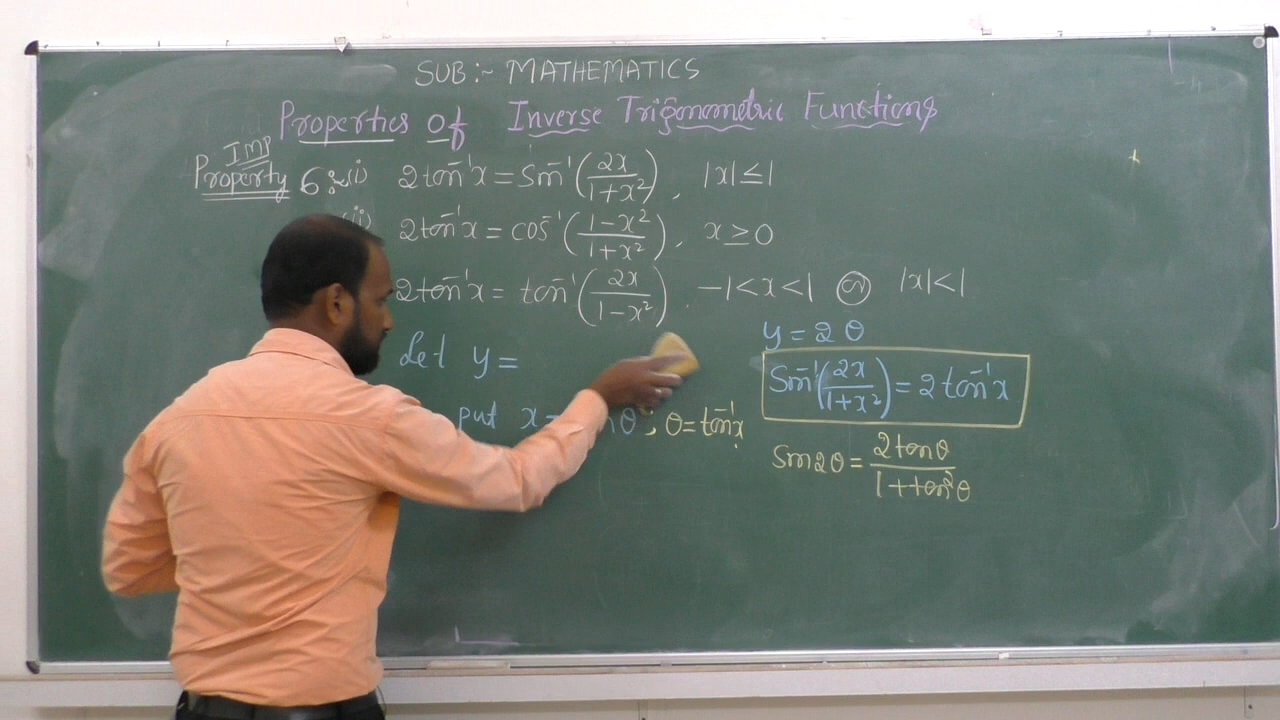 SUB :- MATHEMATICS
Properties of Inverse Trigonometric Functions
IMP
Property 6:- (i) 2tan⁻¹x = Sin⁻¹(2x/(1+x²)), |x| ≤ 1
(ii) 2tan⁻¹x = cos⁻¹((1-x²)/(1+x²)), x ≥ 0
2tan⁻¹x = tan⁻¹(2x/(1-x²)), -1 < x < 1 or |x| < 1
Let y =
put x = θ, θ = tan⁻¹x
y = 2θ
Sin⁻¹(2x/(1+x²)) = 2tan⁻¹x
Sin2θ = 2tanθ/(1+tan²θ)